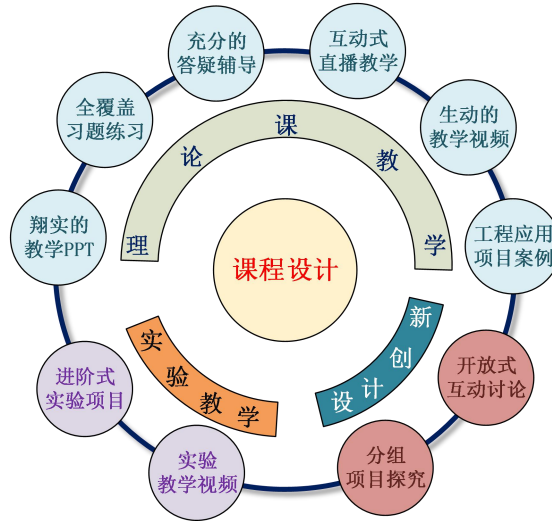 充分的
答疑辅导
互动式
直播教学
全覆盖
习题练习
生动的
教学视频
翔实的
教学PPT
工程应用
项目案例
理论课教学
课程设计
实验教学
创新设计
进阶式
实验项目
开放式
互动讨论
实验
教学视频
分组
项目探究